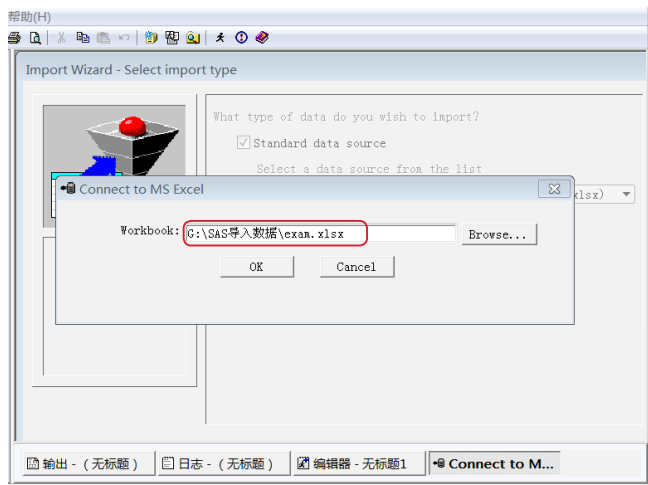 帮助(H)
Import Wizard - Select import type
What type of data do you wish to import?
Standard data source
Select a data source from the list
xlsx)
Connect to MS Excel
Workbook: G:\SAS导入数据\exam.xlsx Browse...
OK Cancel
输出 - (无标题) 日志 - (无标题) 编辑器 - 无标题1 Connect to M...